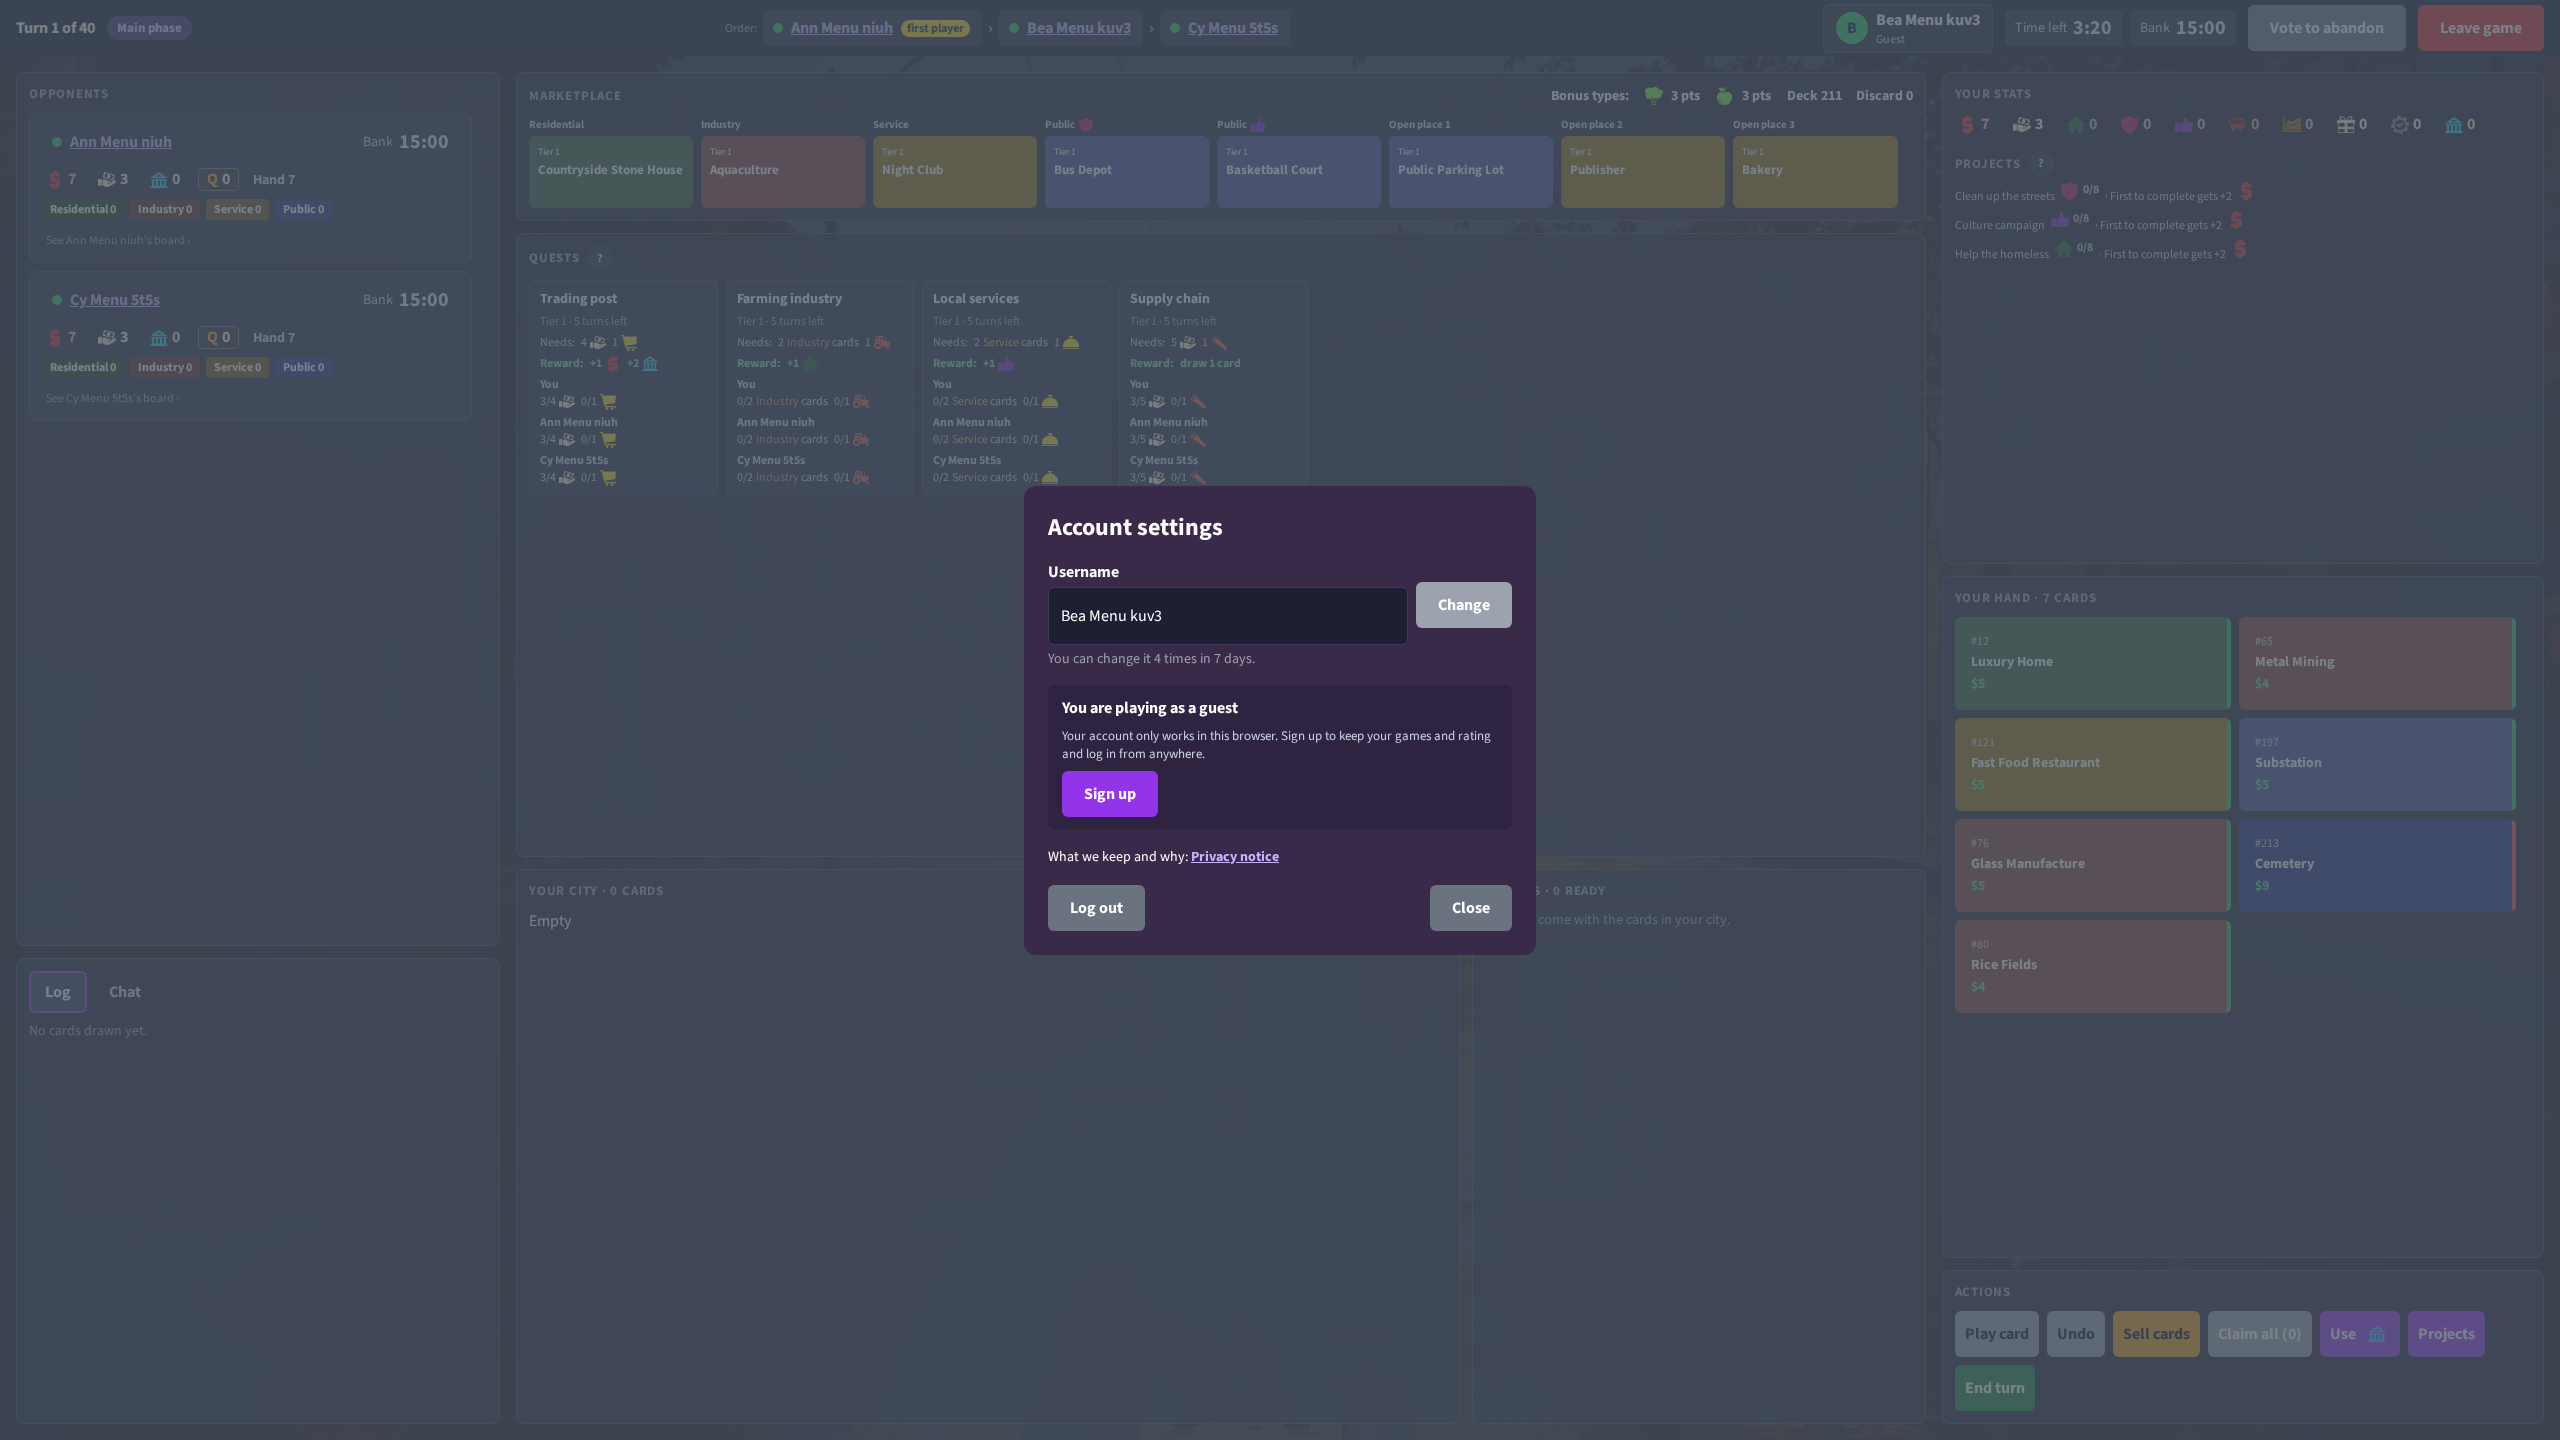 Turn 1 of 40 Main phase
Order: Ann Menu niuh first player › Bea Menu kuv3 › Cy Menu 5t5s
B Bea Menu kuv3
Guest
Time left 3:20
Bank 15:00
Vote to abandon
Leave game
OPPONENTS
Ann Menu niuh Bank 15:00
7 3 0 Q 0 Hand 7
Residential 0 Industry 0 Service 0 Public 0
See Ann Menu niuh's board ›
Cy Menu 5t5s Bank 15:00
7 3 0 Q 0 Hand 7
Residential 0 Industry 0 Service 0 Public 0
See Cy Menu 5t5s's board ›
Log Chat
No cards drawn yet.
MARKETPLACE Bonus types: 3 pts 3 pts Deck 211 Discard 0
Residential Industry Service Public Public Open place 1 Open place 2 Open place 3
Tier 1 Tier 1 Tier 1 Tier 1 Tier 1 Tier 1 Tier 1 Tier 1
Countryside Stone House Aquaculture Night Club Bus Depot Basketball Court Public Parking Lot Publisher Bakery
QUESTS ?
Trading post
Tier 1 · 5 turns left
Needs: 4 1
Reward: +1 +2
You
3/4 0/1
Ann Menu niuh
3/4 0/1
Cy Menu 5t5s
3/4 0/1
Farming industry
Tier 1 · 5 turns left
Needs: 2 Industry cards 1
Reward: +1
You
0/2 Industry cards 0/1
Ann Menu niuh
0/2 Industry cards 0/1
Cy Menu 5t5s
0/2 Industry cards 0/1
Local services
Tier 1 · 5 turns left
Needs: 2 Service cards 1
Reward: +1
You
0/2 Service cards 0/1
Ann Menu niuh
0/2 Service cards 0/1
Cy Menu 5t5s
0/2 Service cards 0/1
Supply chain
Tier 1 · 5 turns left
Needs: 5 1
Reward: draw 1 card
You
3/5 0/1
Ann Menu niuh
3/5 0/1
Cy Menu 5t5s
3/5 0/1
Account settings
Username
Bea Menu kuv3
Change
You can change it 4 times in 7 days.
You are playing as a guest
Your account only works in this browser. Sign up to keep your games and rating
and log in from anywhere.
Sign up
What we keep and why: Privacy notice
Log out
Close
YOUR CITY · 0 CARDS
Empty
S · 0 READY
come with the cards in your city.
YOUR STATS
7 3 0 0 0 0 0 0 0 0
PROJECTS ?
Clean up the streets 0/8 · First to complete gets +2
Culture campaign 0/8 · First to complete gets +2
Help the homeless 0/8 · First to complete gets +2
YOUR HAND · 7 CARDS
#12
Luxury Home
$5
#65
Metal Mining
$4
#121
Fast Food Restaurant
$5
#197
Substation
$5
#76
Glass Manufacture
$5
#213
Cemetery
$9
#80
Rice Fields
$4
ACTIONS
Play card Undo Sell cards Claim all (0) Use Projects
End turn